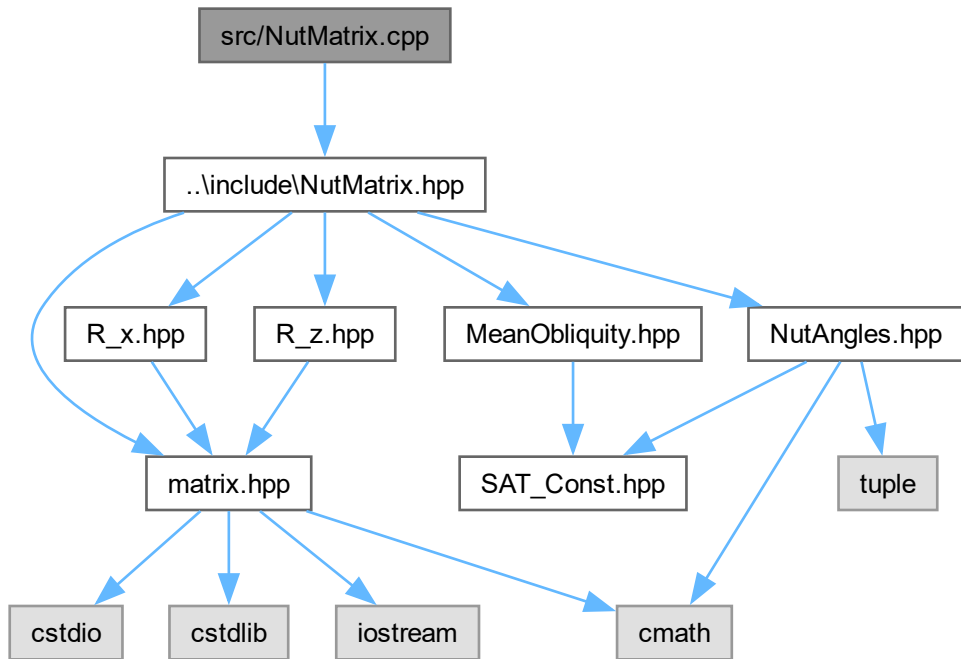 src/NutMatrix.cpp
..\include\NutMatrix.hpp
R_x.hpp
R_z.hpp
MeanObliquity.hpp
NutAngles.hpp
matrix.hpp
SAT_Const.hpp
tuple
cstdio
cstdlib
iostream
cmath